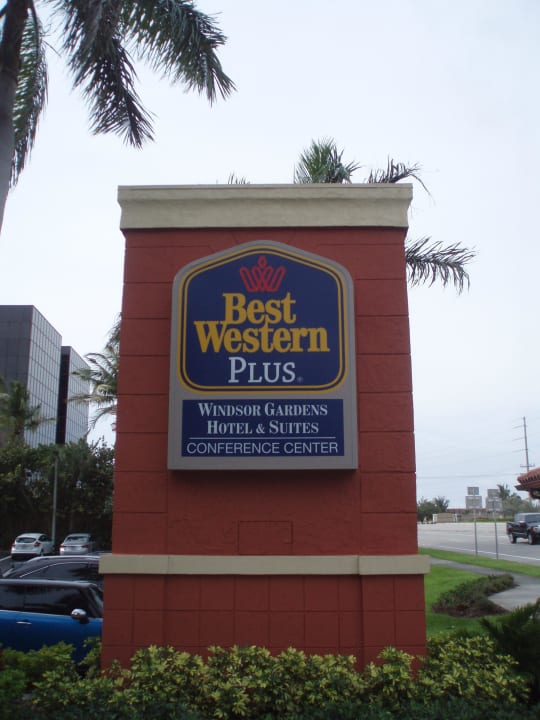 Best
Western
PLUS®
WINDSOR GARDENS
HOTEL & SUITES
CONFERENCE CENTER